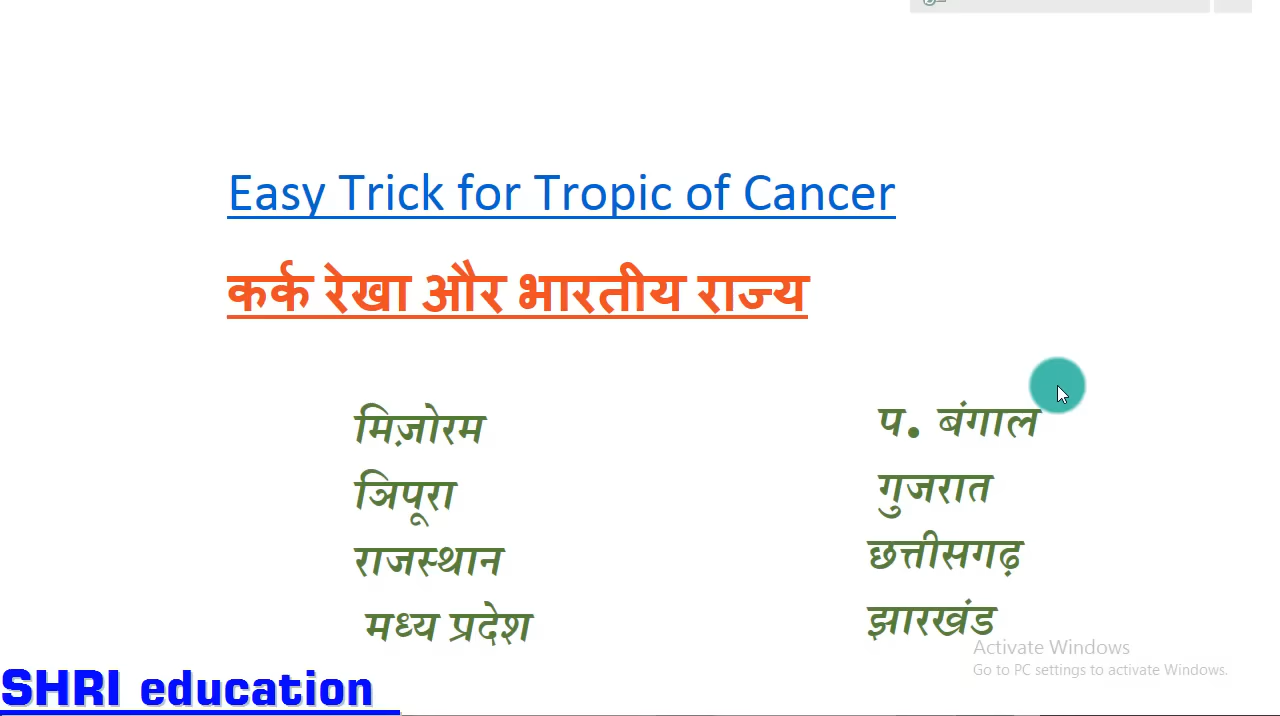 Easy Trick for Tropic of Cancer
कर्क रेखा और भारतीय राज्य
मिज़ोरम
ञिपूरा
राजस्थान
मध्य प्रदेश
प. बंगाल
गुजरात
छत्तीसगढ़
झारखंड
Activate Windows
Go to PC settings to activate Windows.
SHRI education